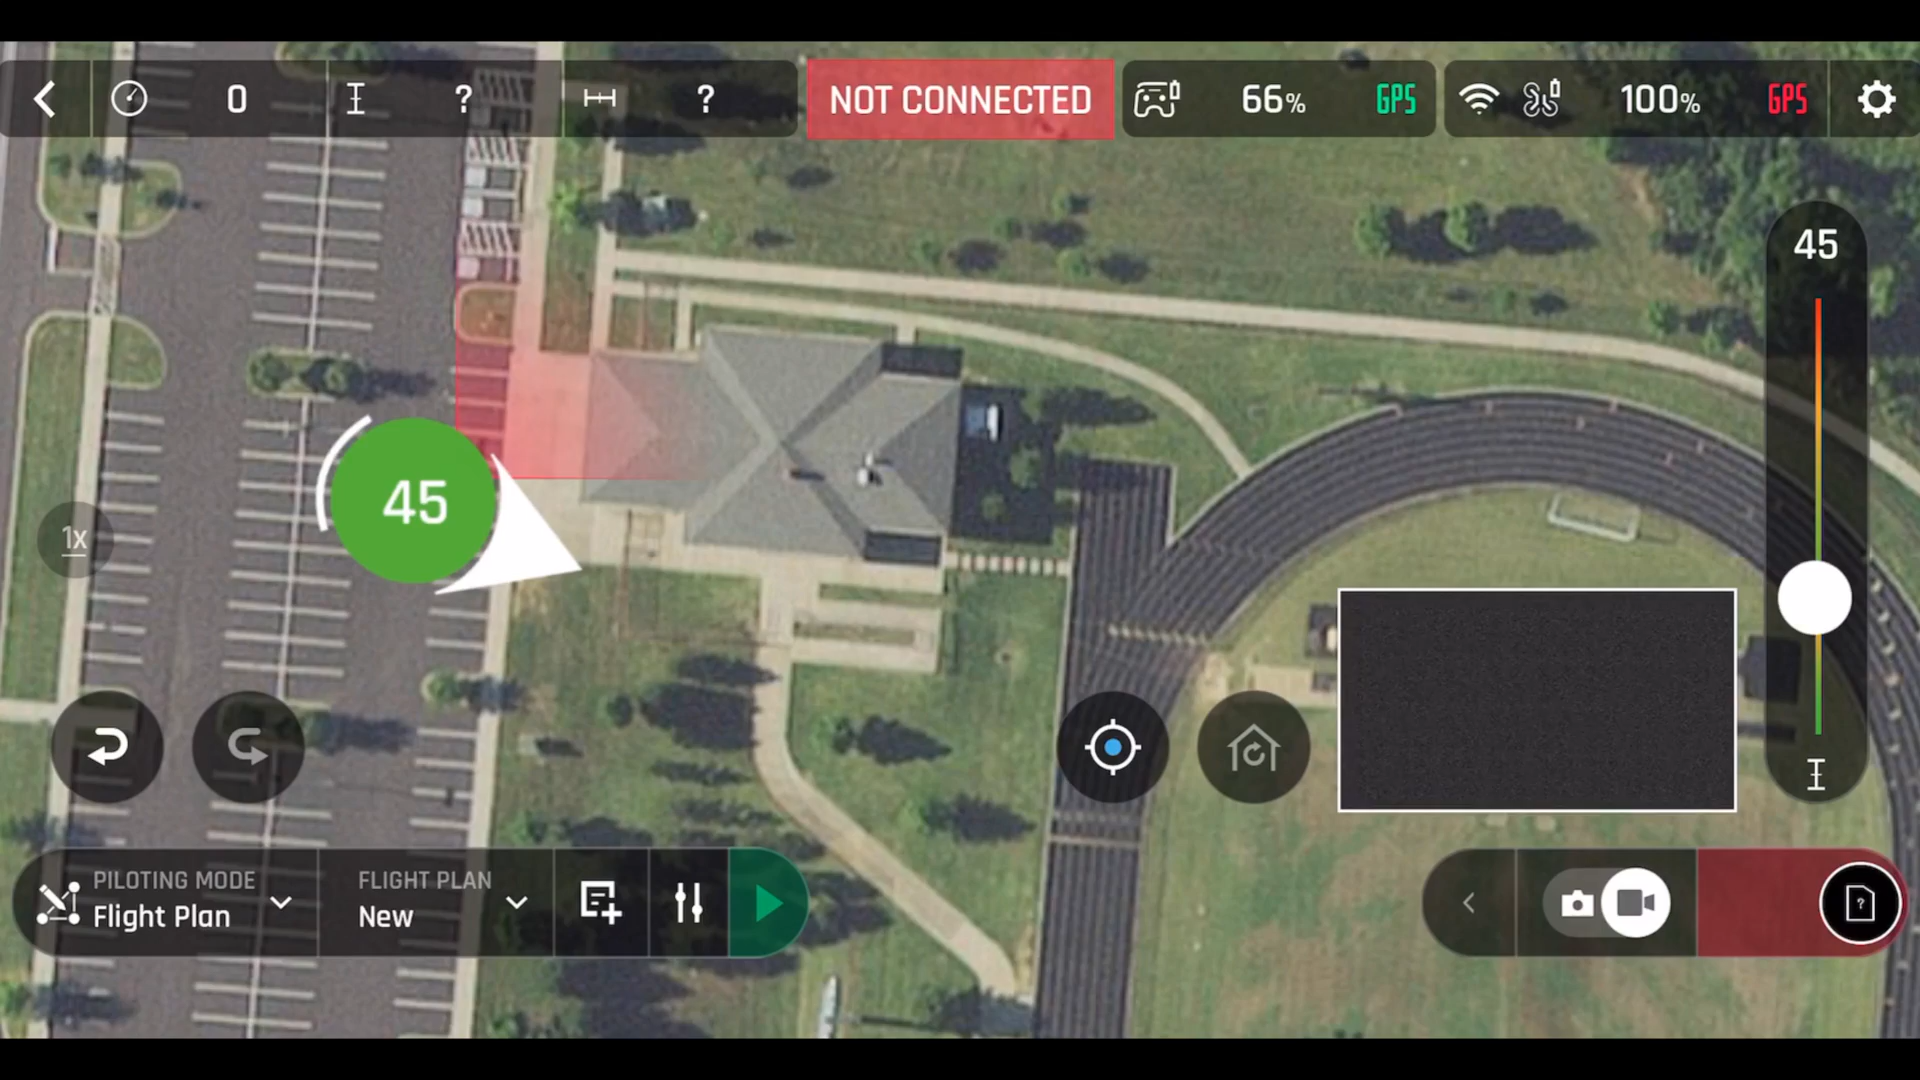 0
?
?
NOT CONNECTED
66%
GPS
100%
GPS
45
45
1x
PILOTING MODE
Flight Plan
FLIGHT PLAN
New
?